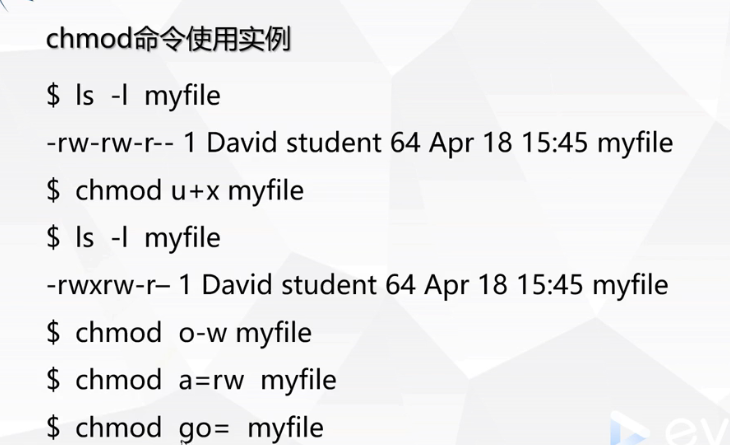 chmod命令使用实例
$ ls -l myfile
-rw-rw-r-- 1 David student 64 Apr 18 15:45 myfile
$ chmod u+x myfile
$ ls -l myfile
-rwxrw-r– 1 David student 64 Apr 18 15:45 myfile
$ chmod o-w myfile
$ chmod a=rw myfile
$ chmod go= myfile
ev